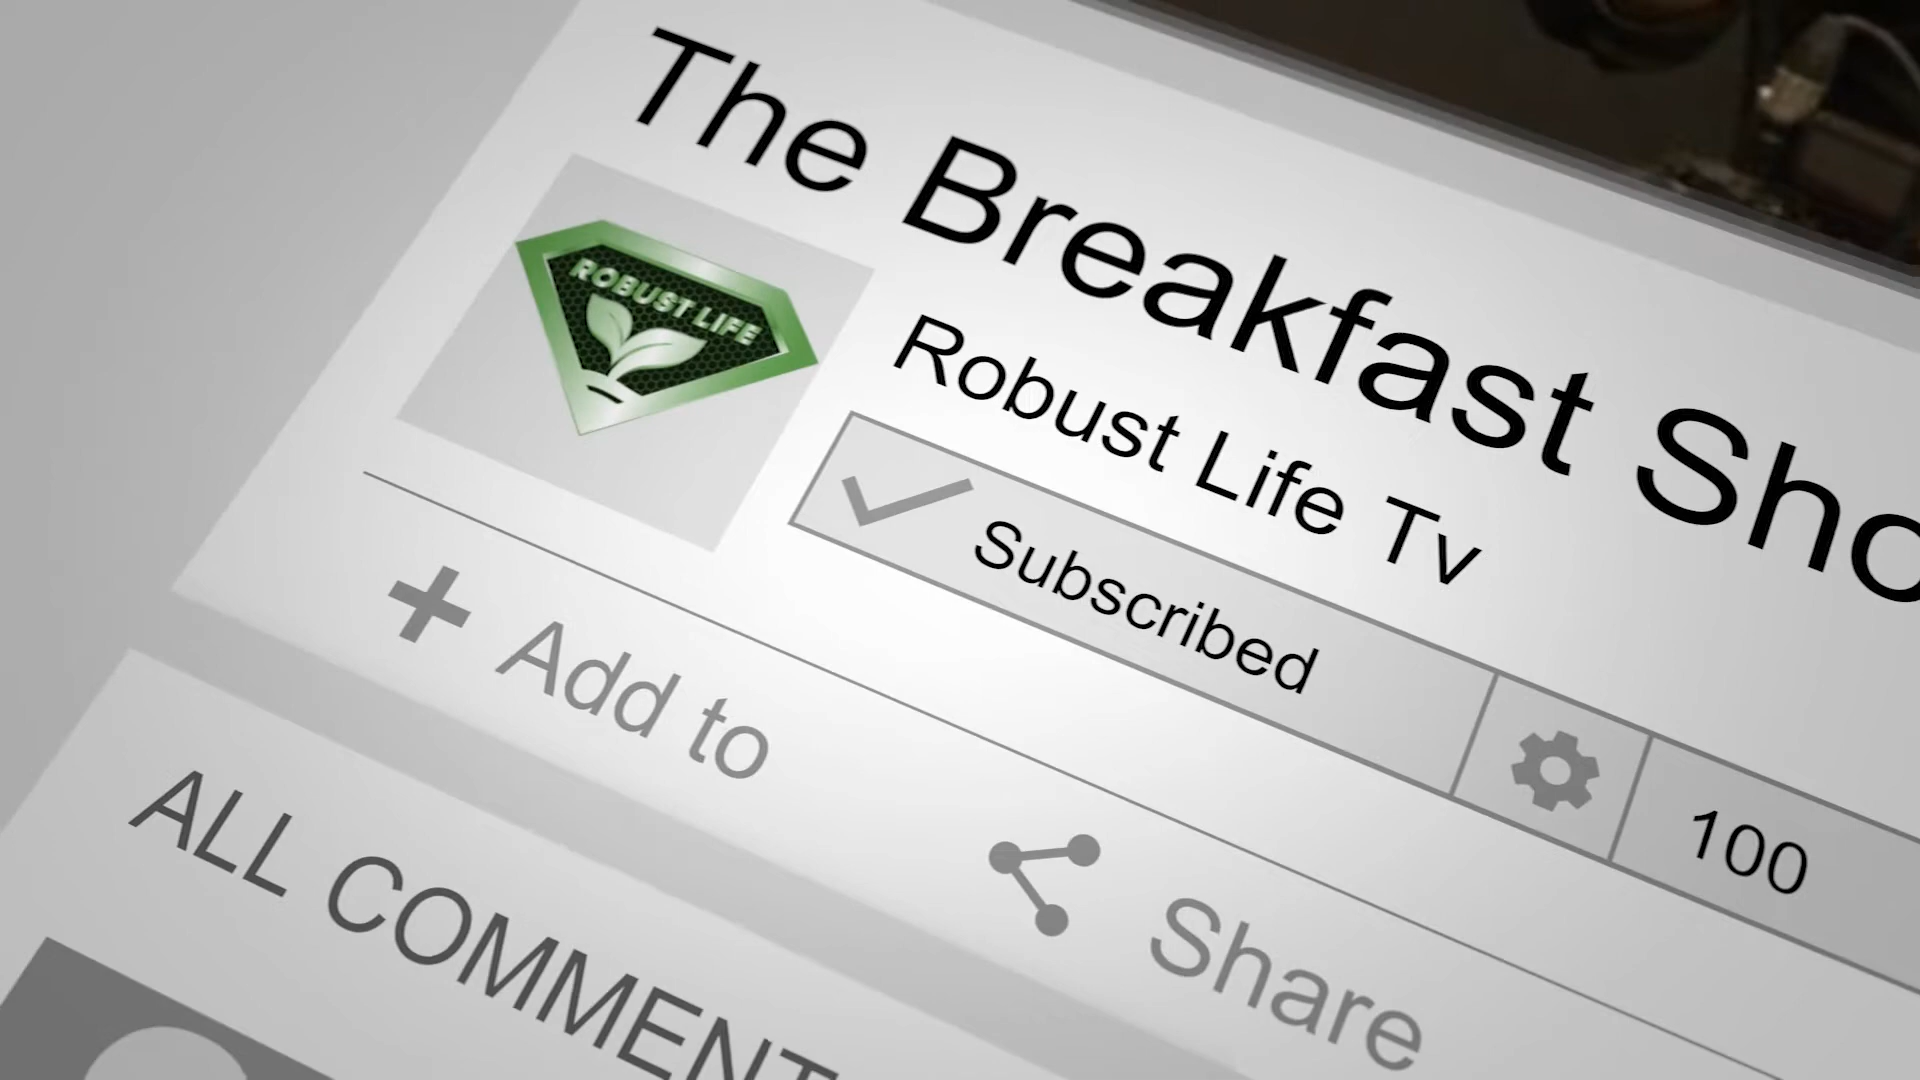 The Breakfast Sho
ROBUST LIFE
Robust Life Tv
Subscribed
100
Add to
Share
ALL COMMENT